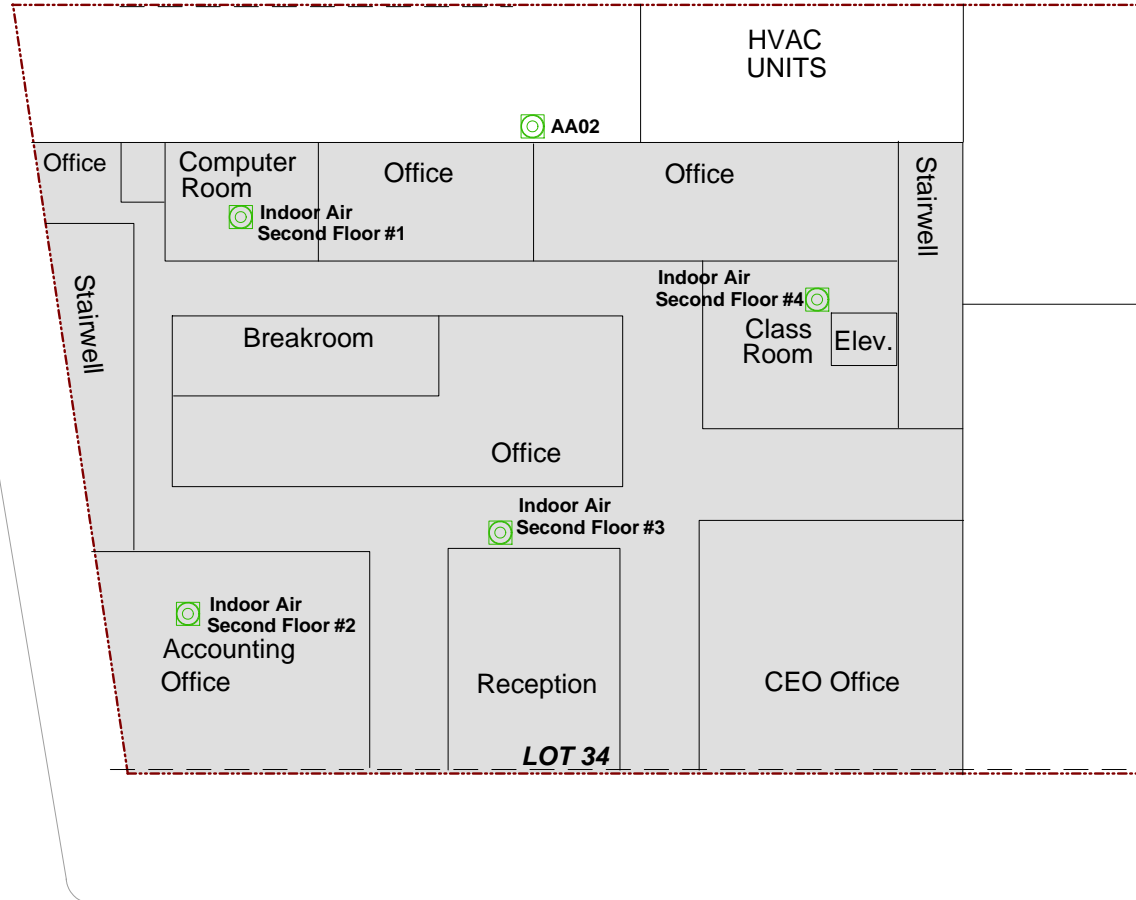 HVAC
UNITS
AA02
Office
Computer
Room
Office
Office
Stairwell
Indoor Air
Second Floor #1
Stairwell
Indoor Air
Second Floor #4
Breakroom
Class
Room
Elev.
Office
Indoor Air
Second Floor #3
Indoor Air
Second Floor #2
Accounting
Office
Reception
CEO Office
LOT 34